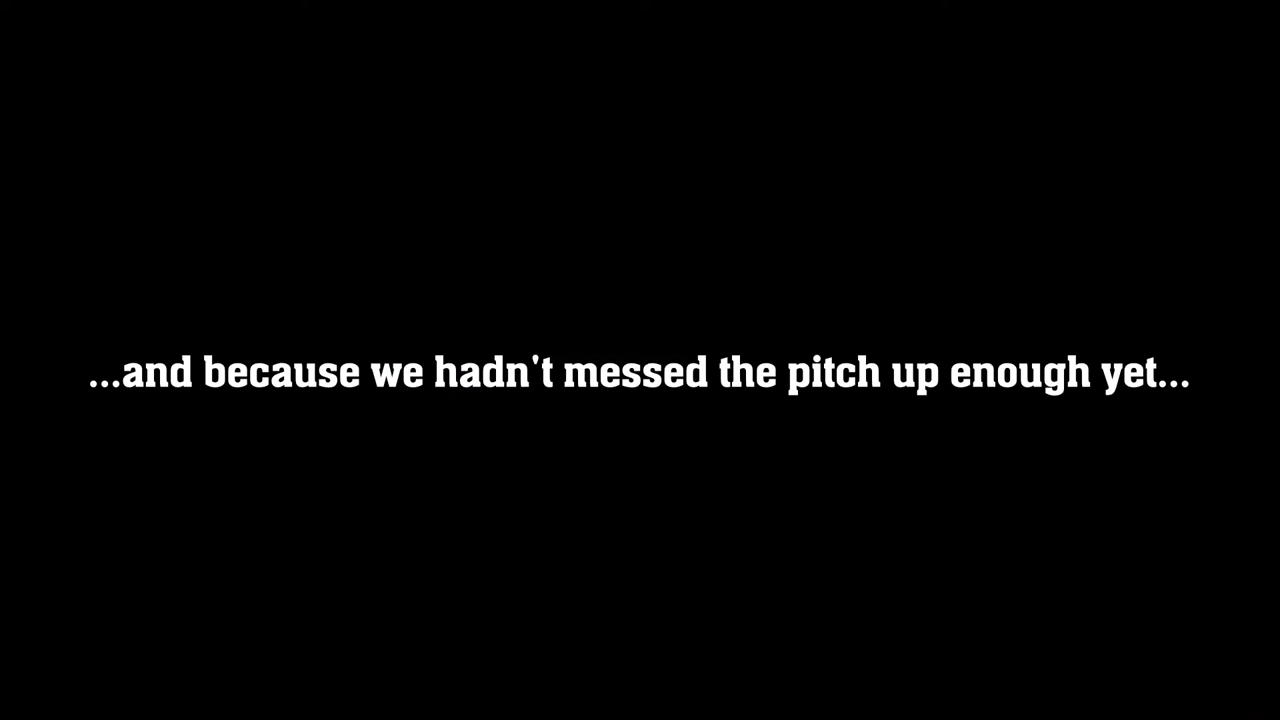 ...and because we hadn't messed the pitch up enough yet...